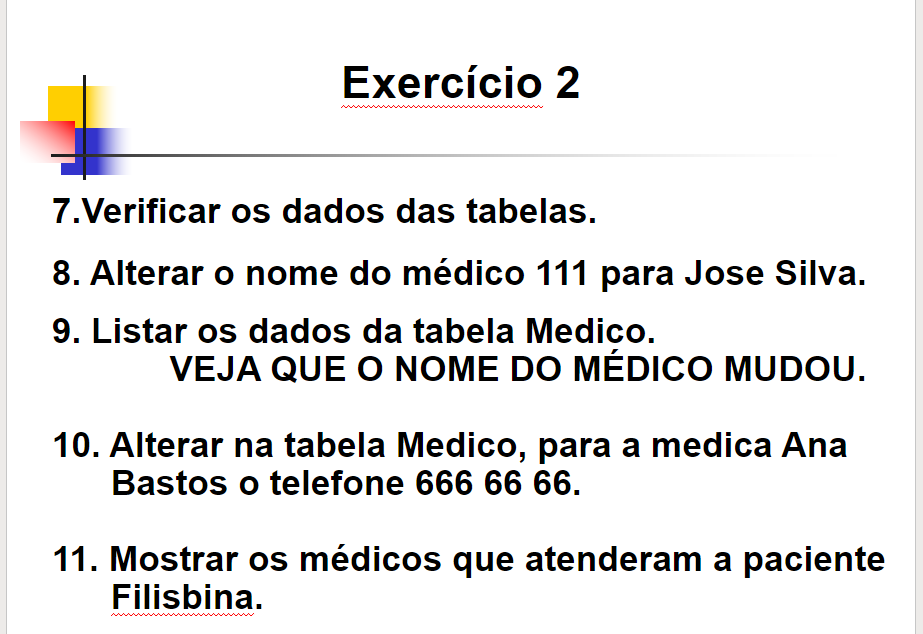 Exercício 2
7.Verificar os dados das tabelas.
8. Alterar o nome do médico 111 para Jose Silva.
9. Listar os dados da tabela Medico.
VEJA QUE O NOME DO MÉDICO MUDOU.
10. Alterar na tabela Medico, para a medica Ana
Bastos o telefone 666 66 66.
11. Mostrar os médicos que atenderam a paciente
Filisbina.